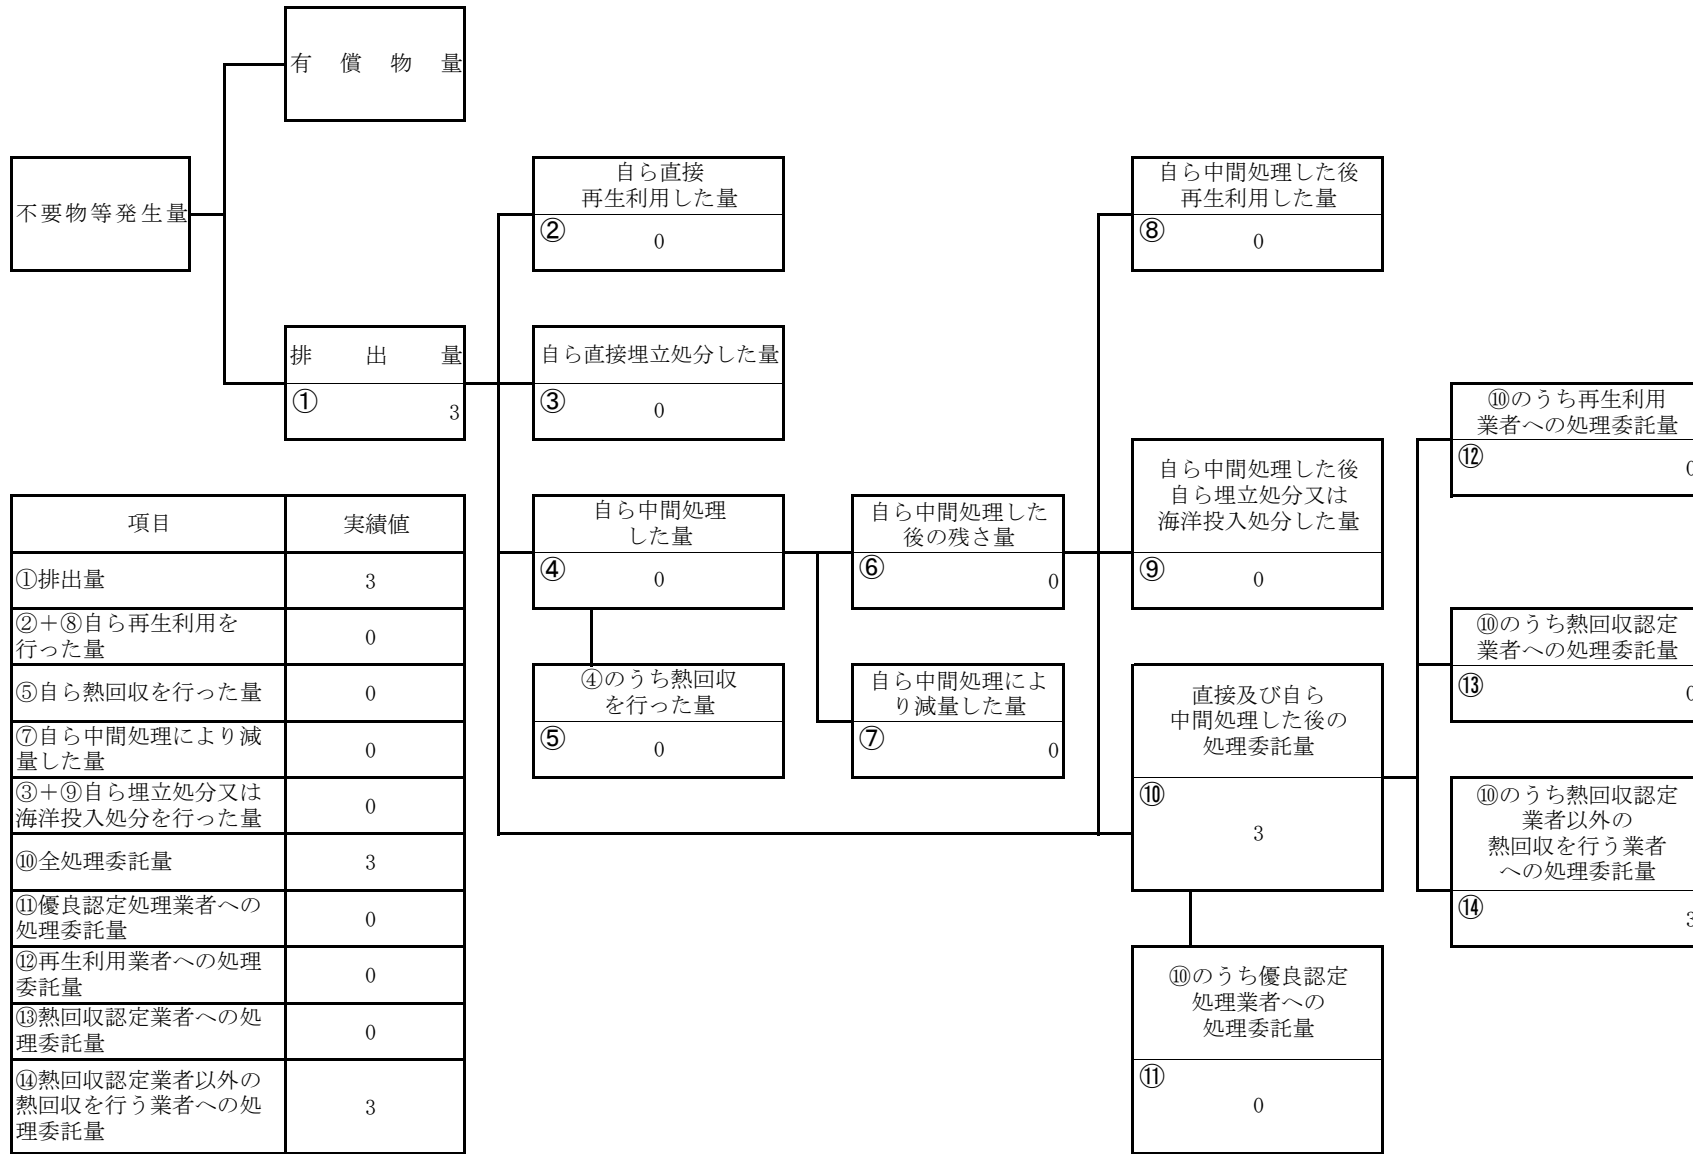 有償物量
不要物等発生量
排出量
①
3
自ら直接
再生利用した量
②
0
自ら直接埋立処分した量
③
0
自ら中間処理
した量
④
0
④のうち熱回収
を行った量
⑤
0
自ら中間処理した
後の残さ量
⑥
0
自ら中間処理によ
り減量した量
⑦
0
自ら中間処理した後
再生利用した量
⑧
0
自ら中間処理した後
自ら埋立処分又は
海洋投入処分した量
⑨
0
直接及び自ら
中間処理した後の
処理委託量
⑩
3
⑩のうち優良認定
処理業者への
処理委託量
⑪
0
⑩のうち再生利用
業者への処理委託量
⑫
0
⑩のうち熱回収認定
業者への処理委託量
⑬
0
⑩のうち熱回収認定
業者以外の
熱回収を行う業者
への処理委託量
⑭
3
項目 実績値
①排出量 3
②+⑧自ら再生利用を
行った量 0
⑤自ら熱回収を行った量 0
⑦自ら中間処理により減
量した量 0
③+⑨自ら埋立処分又は
海洋投入処分を行った量 0
⑩全処理委託量 3
⑪優良認定処理業者への
処理委託量 0
⑫再生利用業者への処理
委託量 0
⑬熱回収認定業者への処
理委託量 0
⑭熱回収認定業者以外の
熱回収を行う業者への処 3
理委託量